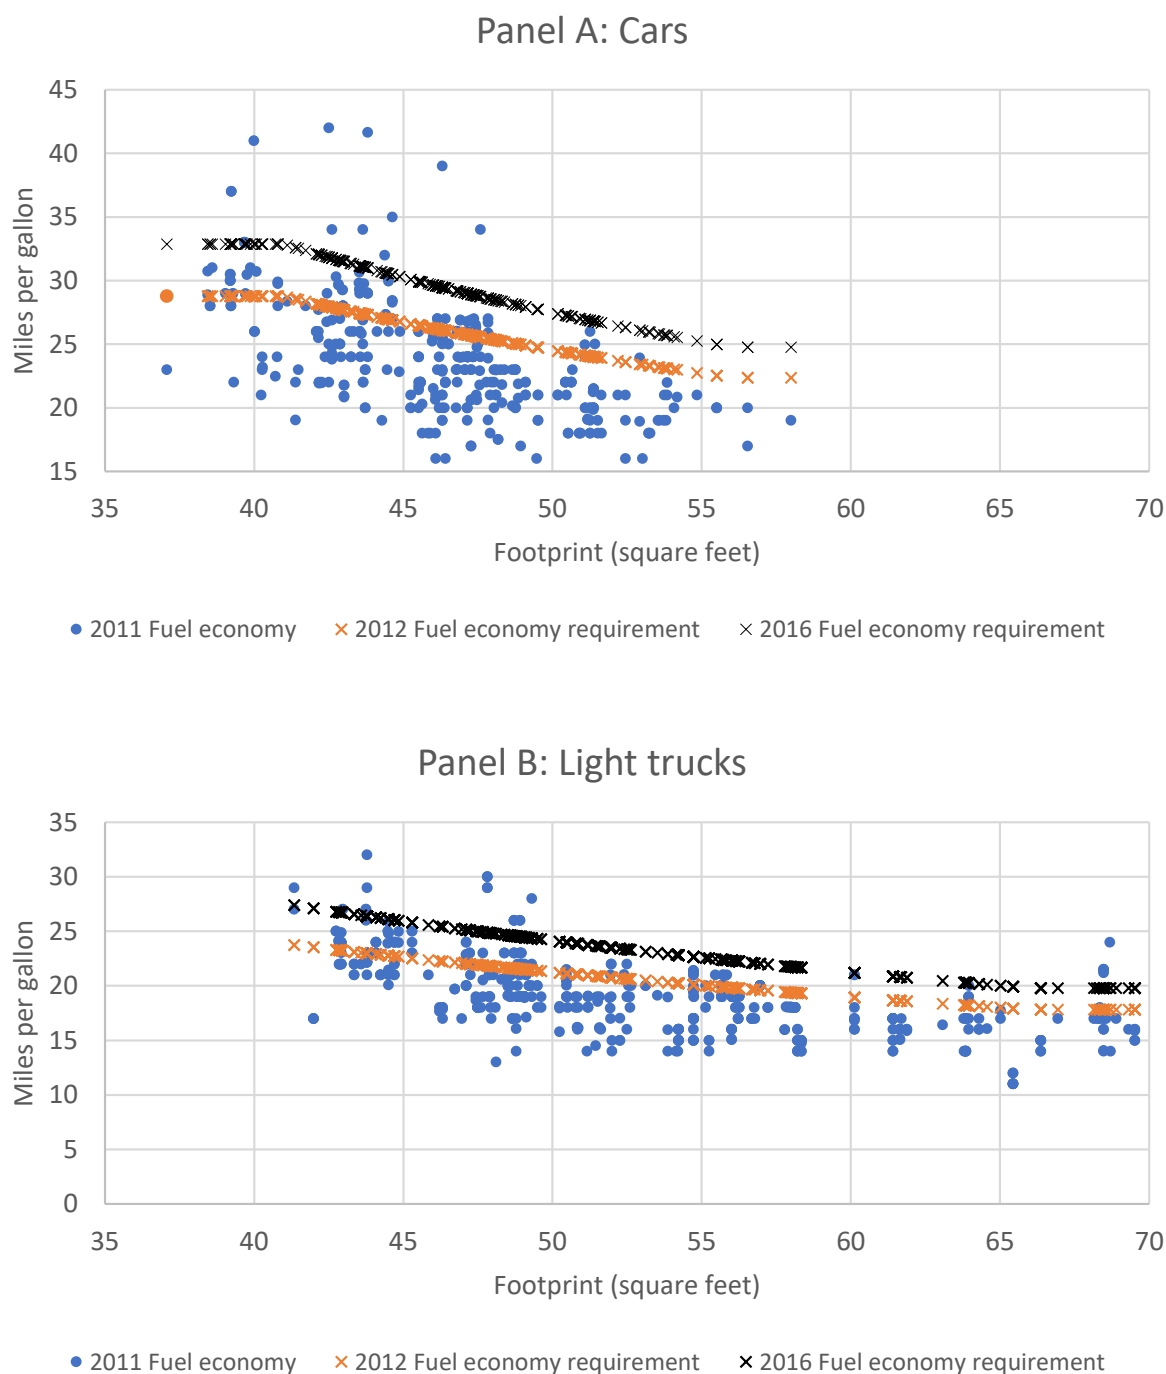 Panel A: Cars
45
40
35
30
25
20
15
Miles per gallon
35 40 45 50 55 60 65 70
Footprint (square feet)
2011 Fuel economy 2012 Fuel economy requirement 2016 Fuel economy requirement
Panel B: Light trucks
35
30
25
20
15
10
5
0
Miles per gallon
35 40 45 50 55 60 65 70
Footprint (square feet)
2011 Fuel economy 2012 Fuel economy requirement 2016 Fuel economy requirement